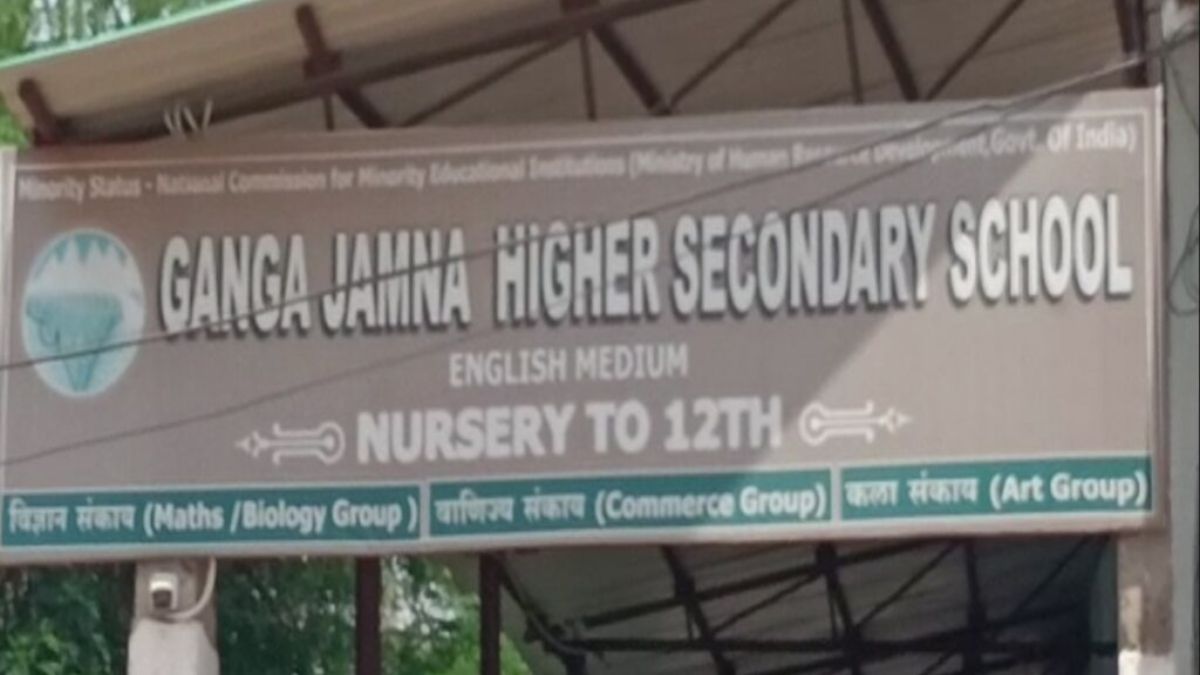 Minority Status - National Commission for Minority Educational Institutions (Ministry of Human Resource Development, Govt. Of India)
GANGA JAMNA HIGHER SECONDARY SCHOOL
ENGLISH MEDIUM
NURSERY TO 12TH
विज्ञान संकाय (Maths /Biology Group) वाणिज्य संकाय (Commerce Group) कला संकाय (Art Group)